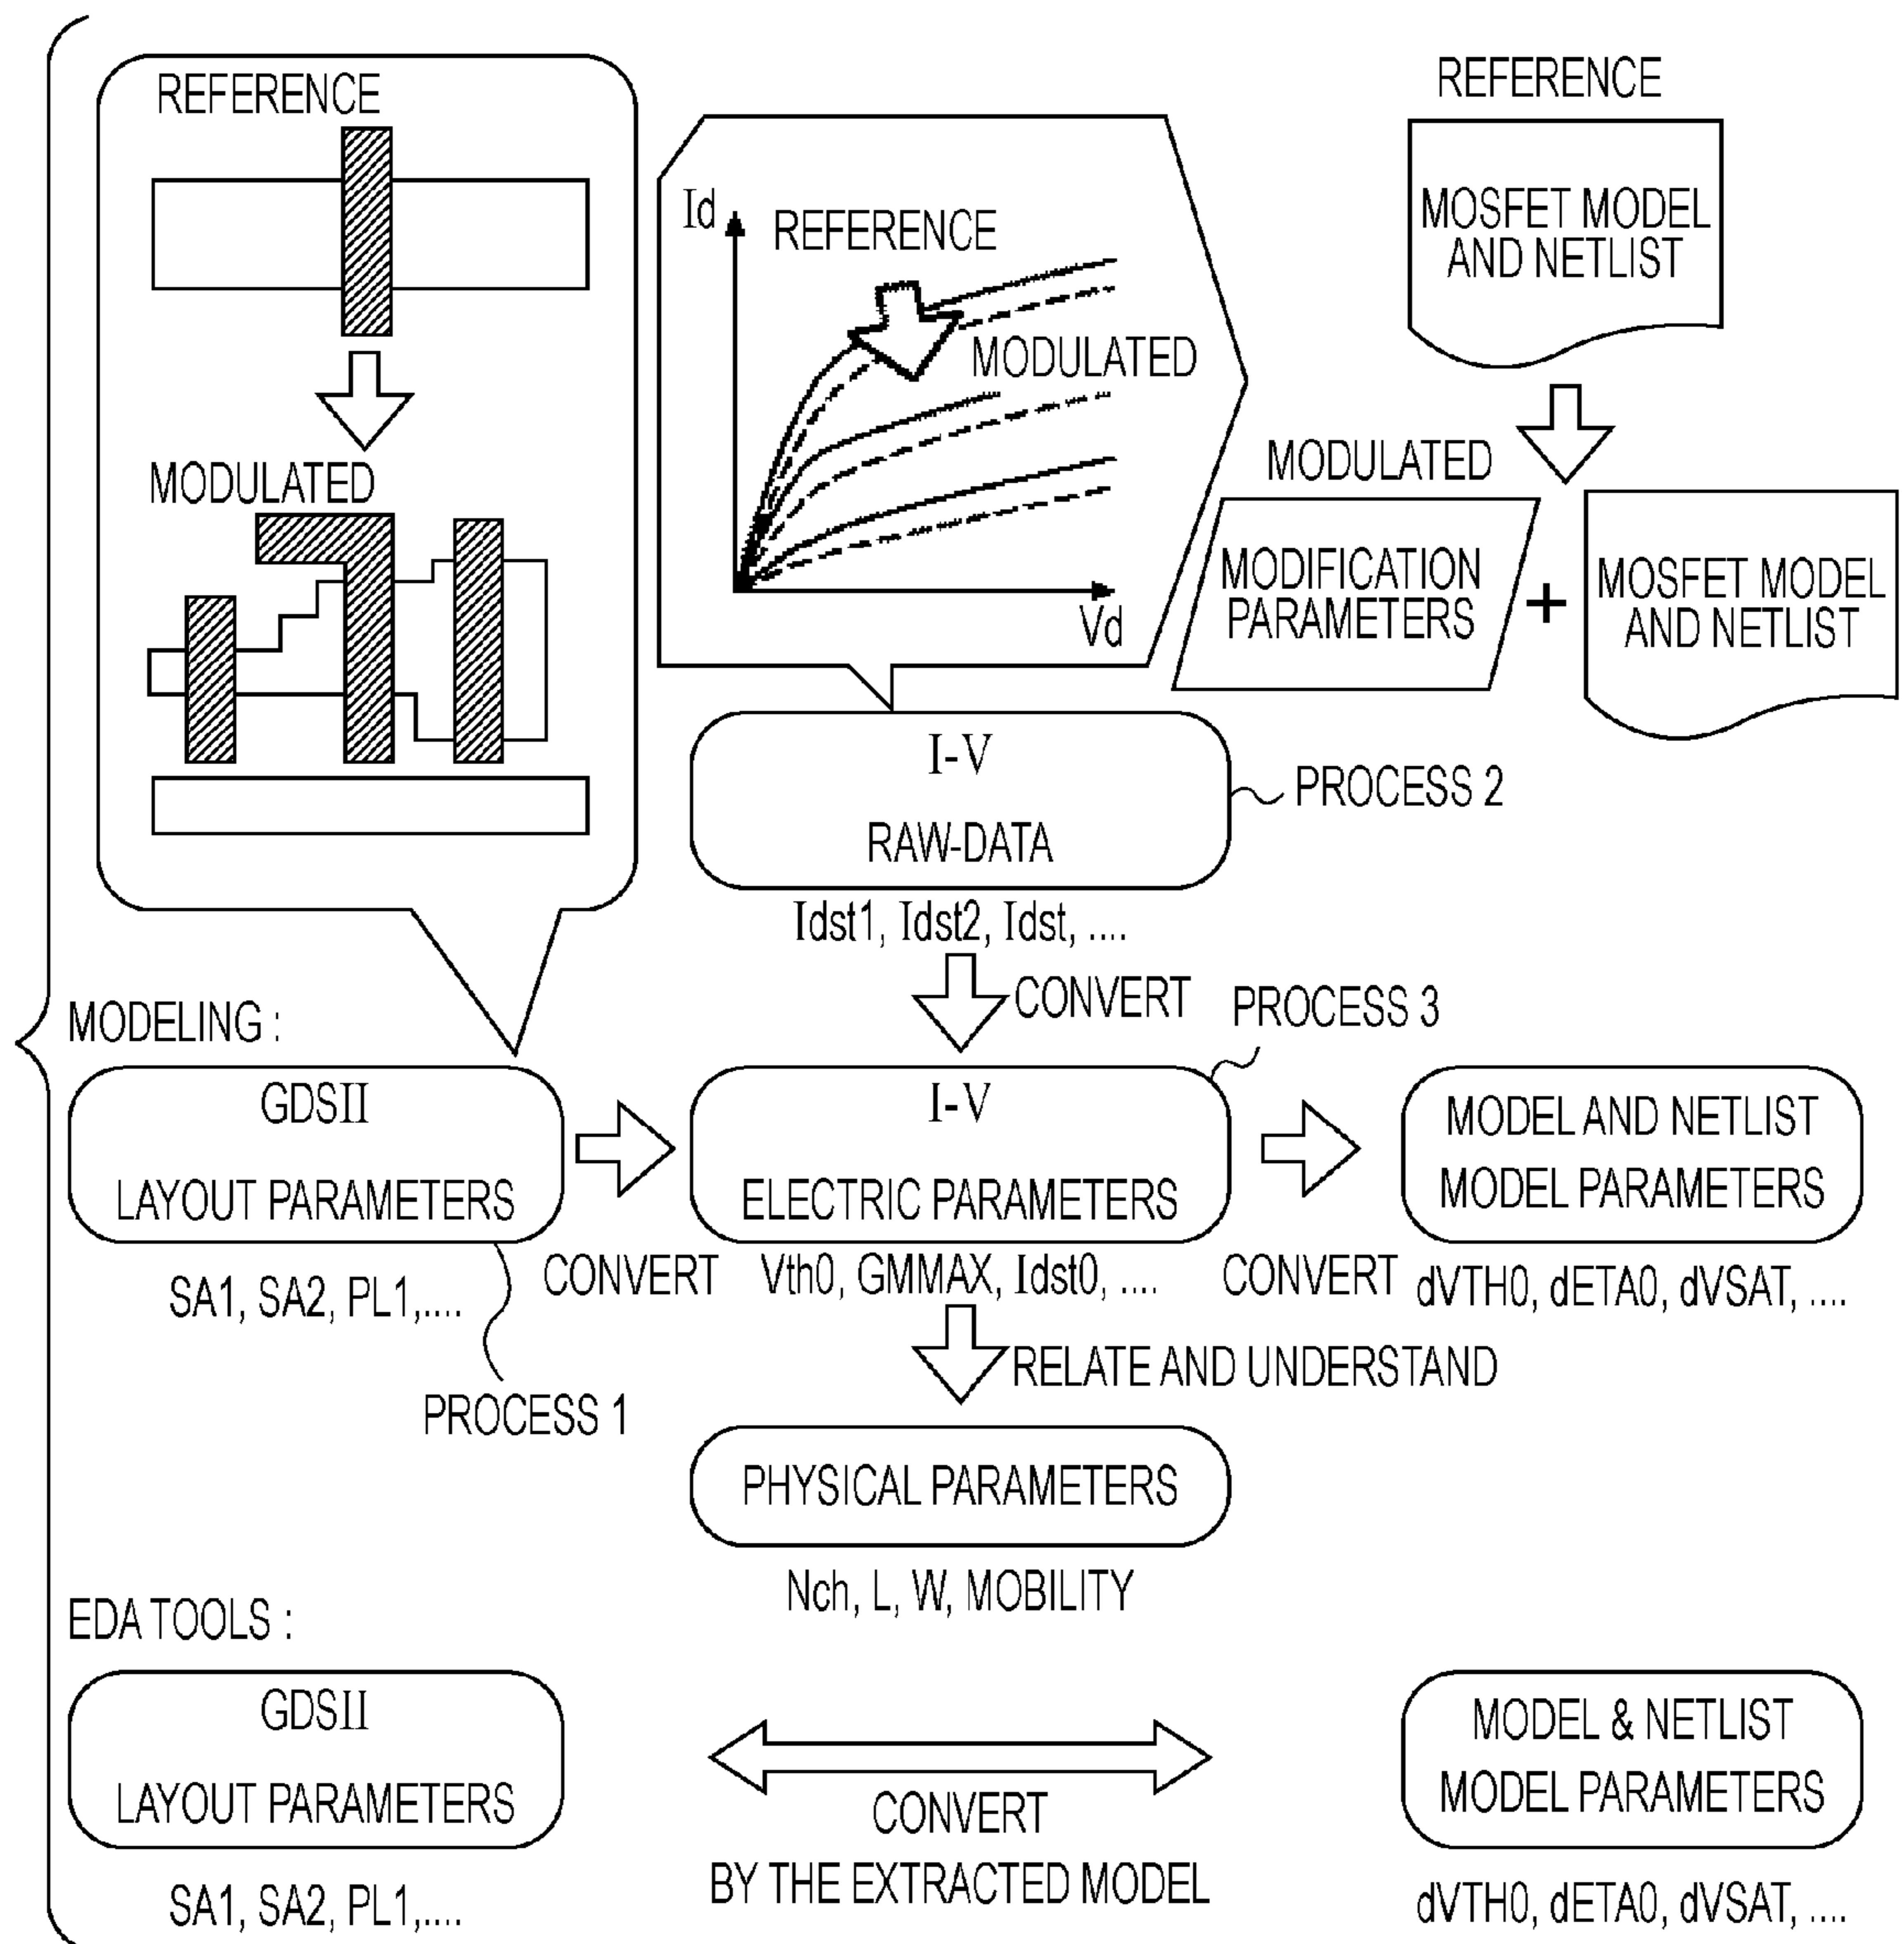 REFERENCE
MODULATED
Id
REFERENCE
MODULATED
Vd
REFERENCE
MOSFET MODEL
AND NETLIST
MODULATED
MODIFICATION
PARAMETERS
+
MOSFET MODEL
AND NETLIST
I-V
RAW-DATA
PROCESS 2
Idst1, Idst2, Idst, ....
CONVERT
PROCESS 3
MODELING :
GDSII
LAYOUT PARAMETERS
I-V
ELECTRIC PARAMETERS
MODEL AND NETLIST
MODEL PARAMETERS
SA1, SA2, PL1,....
CONVERT
Vth0, GMMAX, Idst0, ....
CONVERT
dVTH0, dETA0, dVSAT, ....
RELATE AND UNDERSTAND
PROCESS 1
PHYSICAL PARAMETERS
Nch, L, W, MOBILITY
EDA TOOLS :
GDSII
LAYOUT PARAMETERS
MODEL & NETLIST
MODEL PARAMETERS
CONVERT
BY THE EXTRACTED MODEL
SA1, SA2, PL1,....
dVTH0, dETA0, dVSAT, ....